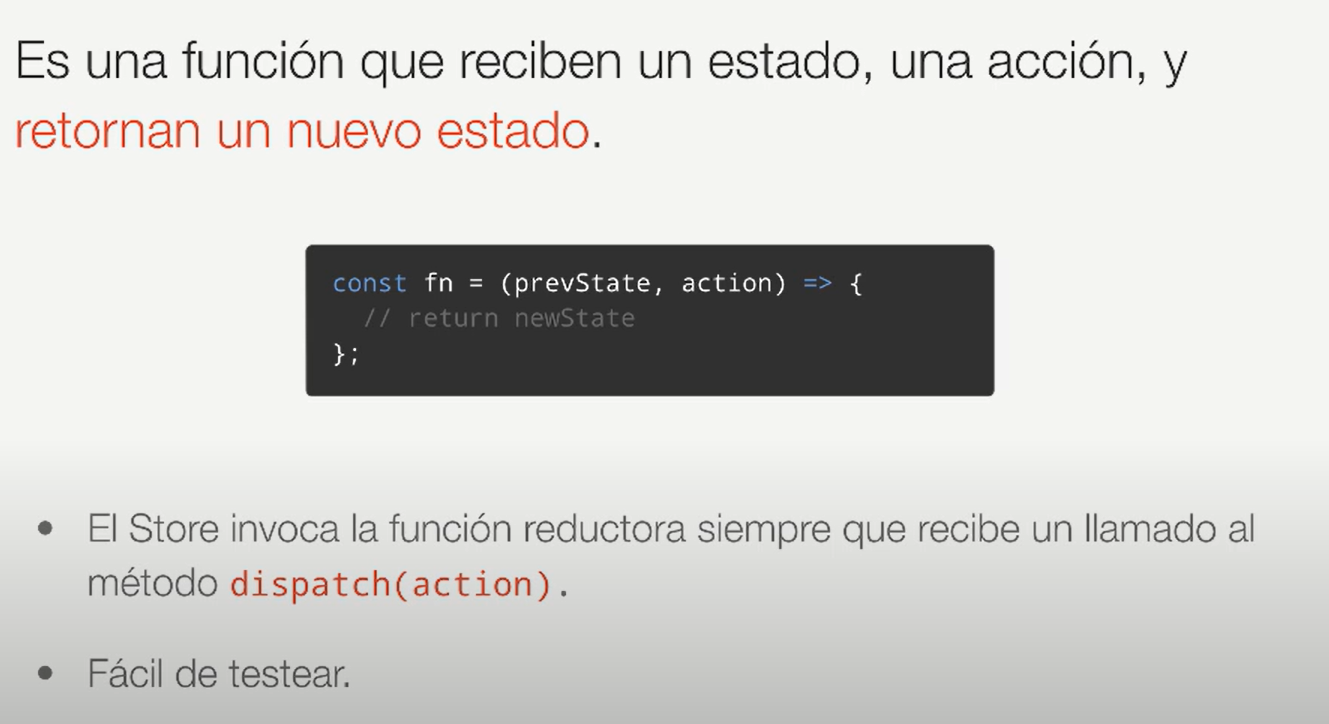 Es una función que reciben un estado, una acción, y
retornan un nuevo estado.
const fn = (prevState, action) => {
// return newState
};
• El Store invoca la función reductora siempre que recibe un llamado al
método dispatch(action).
• Fácil de testear.